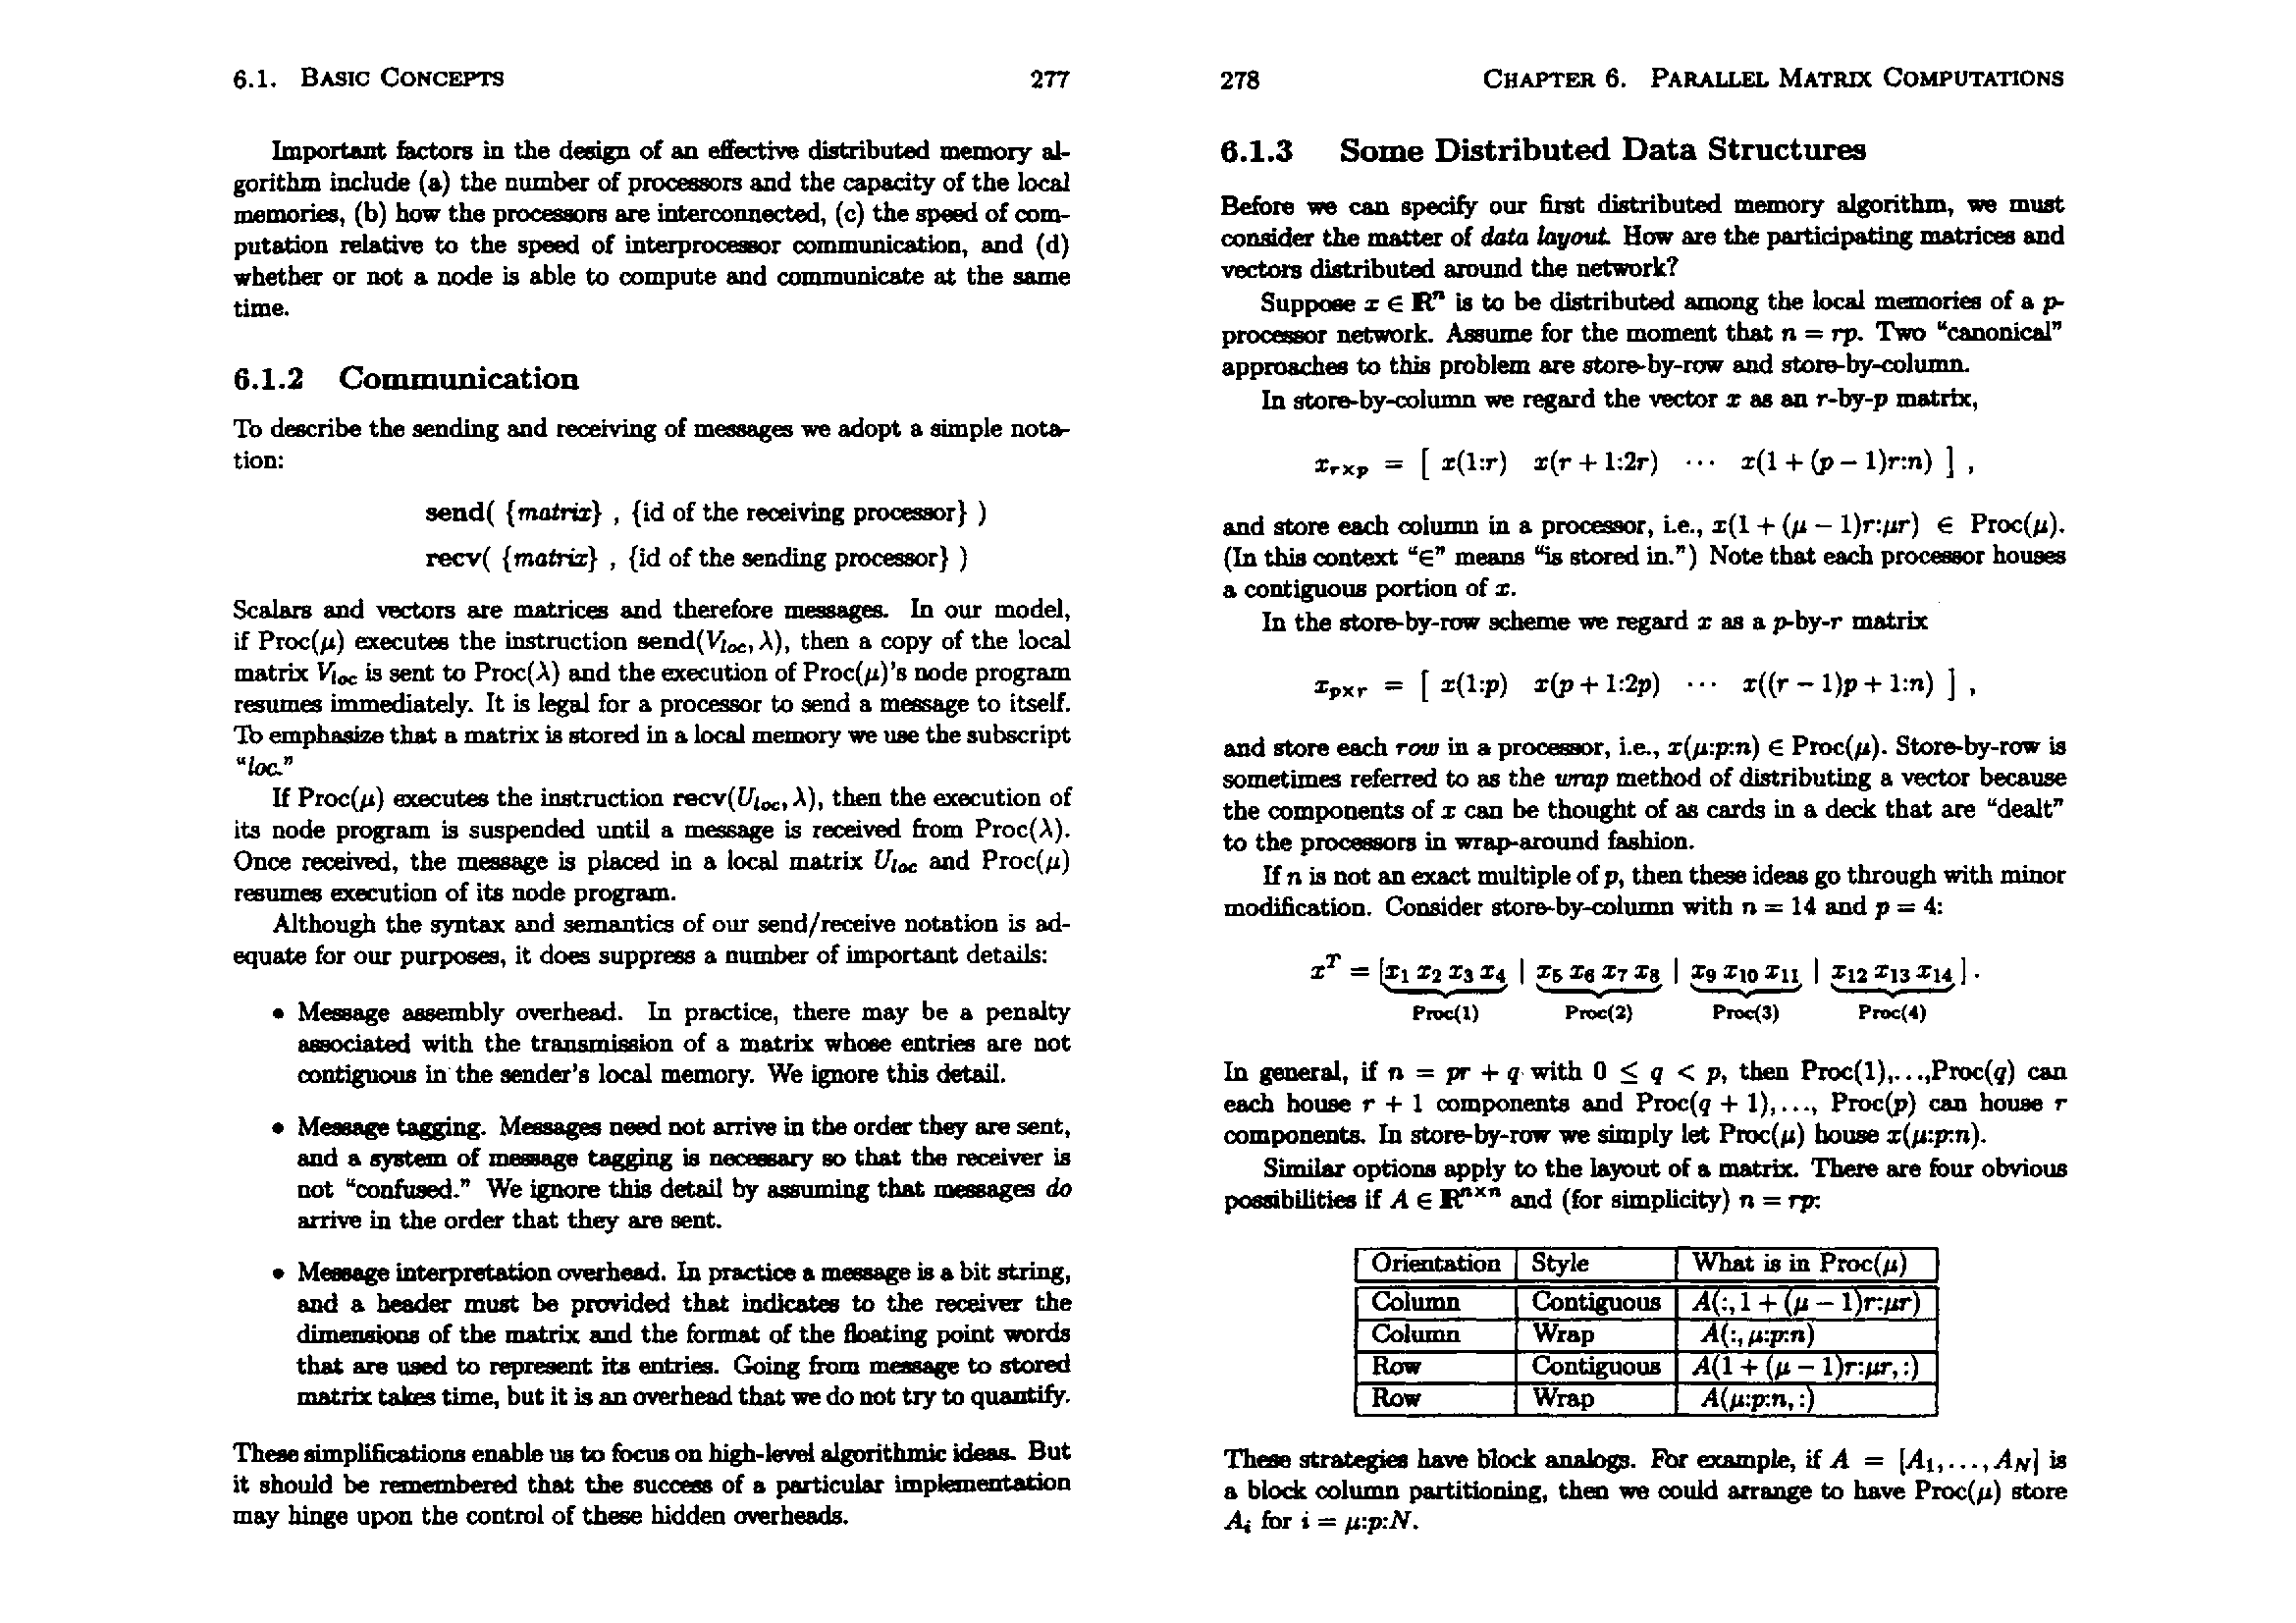 6.1. BASIC CONCEPTS 277
Important factors in the design of an effective distributed memory al-
gorithm include (a) the number of processors and the capacity of the local
memories, (b) how the processors are interconnected, (c) the speed of com-
putation relative to the speed of interprocessor communication, and (d)
whether or not a node is able to compute and communicate at the same
time.
6.1.2 Communication
To describe the sending and receiving of messages we adopt a simple nota-
tion:
send( {matrix} , {id of the receiving processor} )
recv( {matrix} , {id of the sending processor} )
Scalars and vectors are matrices and therefore messages. In our model,
if Proc(μ) executes the instruction send(V_loc, λ), then a copy of the local
matrix V_loc is sent to Proc(λ) and the execution of Proc(μ)'s node program
resumes immediately. It is legal for a processor to send a message to itself.
To emphasize that a matrix is stored in a local memory we use the subscript
"loc."
If Proc(μ) executes the instruction recv(U_loc, λ), then the execution of
its node program is suspended until a message is received from Proc(λ).
Once received, the message is placed in a local matrix U_loc and Proc(μ)
resumes execution of its node program.
Although the syntax and semantics of our send/receive notation is ad-
equate for our purposes, it does suppress a number of important details:
• Message assembly overhead. In practice, there may be a penalty
associated with the transmission of a matrix whose entries are not
contiguous in the sender's local memory. We ignore this detail.
• Message tagging. Messages need not arrive in the order they are sent,
and a system of message tagging is necessary so that the receiver is
not "confused." We ignore this detail by assuming that messages do
arrive in the order that they are sent.
• Message interpretation overhead. In practice a message is a bit string,
and a header must be provided that indicates to the receiver the
dimensions of the matrix and the format of the floating point words
that are used to represent its entries. Going from message to stored
matrix takes time, but it is an overhead that we do not try to quantify.
These simplifications enable us to focus on high-level algorithmic ideas. But
it should be remembered that the success of a particular implementation
may hinge upon the control of these hidden overheads.
278 CHAPTER 6. PARALLEL MATRIX COMPUTATIONS
6.1.3 Some Distributed Data Structures
Before we can specify our first distributed memory algorithm, we must
consider the matter of data layout. How are the participating matrices and
vectors distributed around the network?
Suppose x ∈ ℝⁿ is to be distributed among the local memories of a p-
processor network. Assume for the moment that n = rp. Two "canonical"
approaches to this problem are store-by-row and store-by-column.
In store-by-column we regard the vector x as an r-by-p matrix,
x_{r×p} = [ x(1:r) x(r + 1:2r) ··· x(1 + (p − 1)r:n) ] ,
and store each column in a processor, i.e., x(1 + (μ − 1)r:μr) ∈ Proc(μ).
(In this context "∈" means "is stored in.") Note that each processor houses
a contiguous portion of x.
In the store-by-row scheme we regard x as a p-by-r matrix
x_{p×r} = [ x(1:p) x(p + 1:2p) ··· x((r − 1)p + 1:n) ] ,
and store each row in a processor, i.e., x(μ:p:n) ∈ Proc(μ). Store-by-row is
sometimes referred to as the wrap method of distributing a vector because
the components of x can be thought of as cards in a deck that are "dealt"
to the processors in wrap-around fashion.
If n is not an exact multiple of p, then these ideas go through with minor
modification. Consider store-by-column with n = 14 and p = 4:
x^T = [x₁ x₂ x₃ x₄ | x₅ x₆ x₇ x₈ | x₉ x₁₀ x₁₁ | x₁₂ x₁₃ x₁₄] .
Proc(1) Proc(2) Proc(3) Proc(4)
In general, if n = pr + q with 0 ≤ q < p, then Proc(1),...,Proc(q) can
each house r + 1 components and Proc(q + 1),..., Proc(p) can house r
components. In store-by-row we simply let Proc(μ) house x(μ:p:n).
Similar options apply to the layout of a matrix. There are four obvious
possibilities if A ∈ ℝ^{n×n} and (for simplicity) n = rp:
Orientation Style What is in Proc(μ)
Column Contiguous A(:, 1 + (μ − 1)r:μr)
Column Wrap A(:, μ:p:n)
Row Contiguous A(1 + (μ − 1)r:μr, :)
Row Wrap A(μ:p:n, :)
These strategies have block analogs. For example, if A = [A₁,...,A_N] is
a block column partitioning, then we could arrange to have Proc(μ) store
A_i for i = μ:p:N.